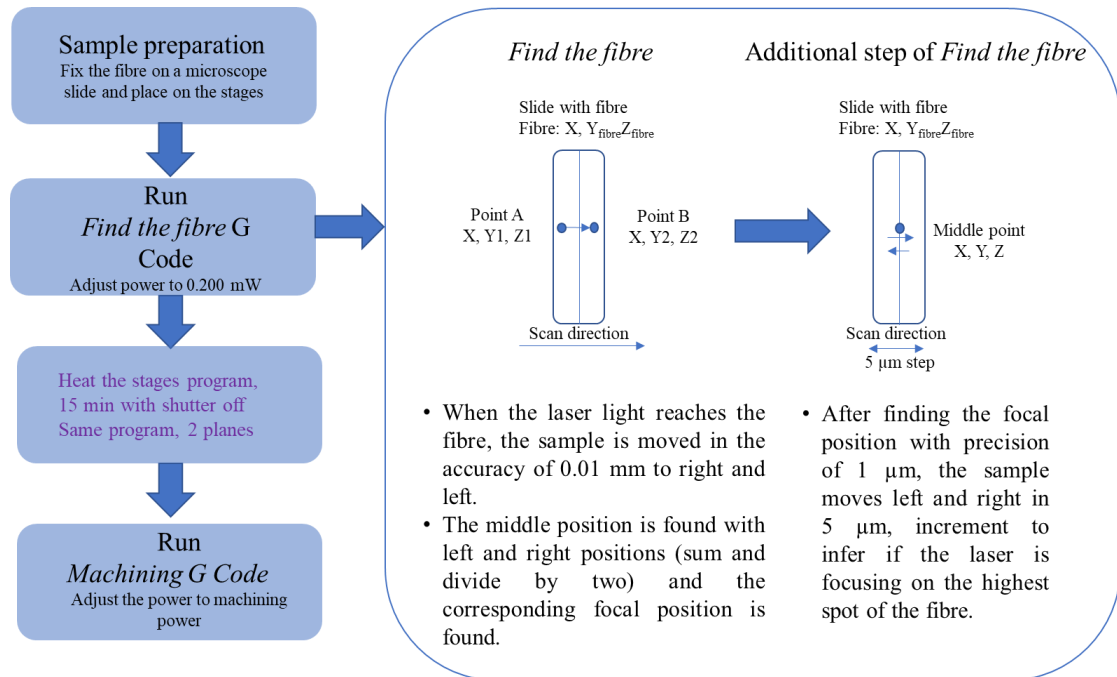 Sample preparation
Fix the fibre on a microscope
slide and place on the stages
Run
Find the fibre G
Code
Adjust power to 0.200 mW
Heat the stages program,
15 min with shutter off
Same program, 2 planes
Run
Machining G Code
Adjust the power to machining
power
Find the fibre
Slide with fibre
Fibre: X, YfibreZfibre
Point A
X, Y1, Z1
Point B
X, Y2, Z2
Scan direction
• When the laser light reaches the
fibre, the sample is moved in the
accuracy of 0.01 mm to right and
left.
• The middle position is found with
left and right positions (sum and
divide by two) and the
corresponding focal position is
found.
Additional step of Find the fibre
Slide with fibre
Fibre: X, YfibreZfibre
Middle point
X, Y, Z
Scan direction
5 µm step
• After finding the focal
position with precision
of 1 µm, the sample
moves left and right in
5 µm, increment to
infer if the laser is
focusing on the highest
spot of the fibre.